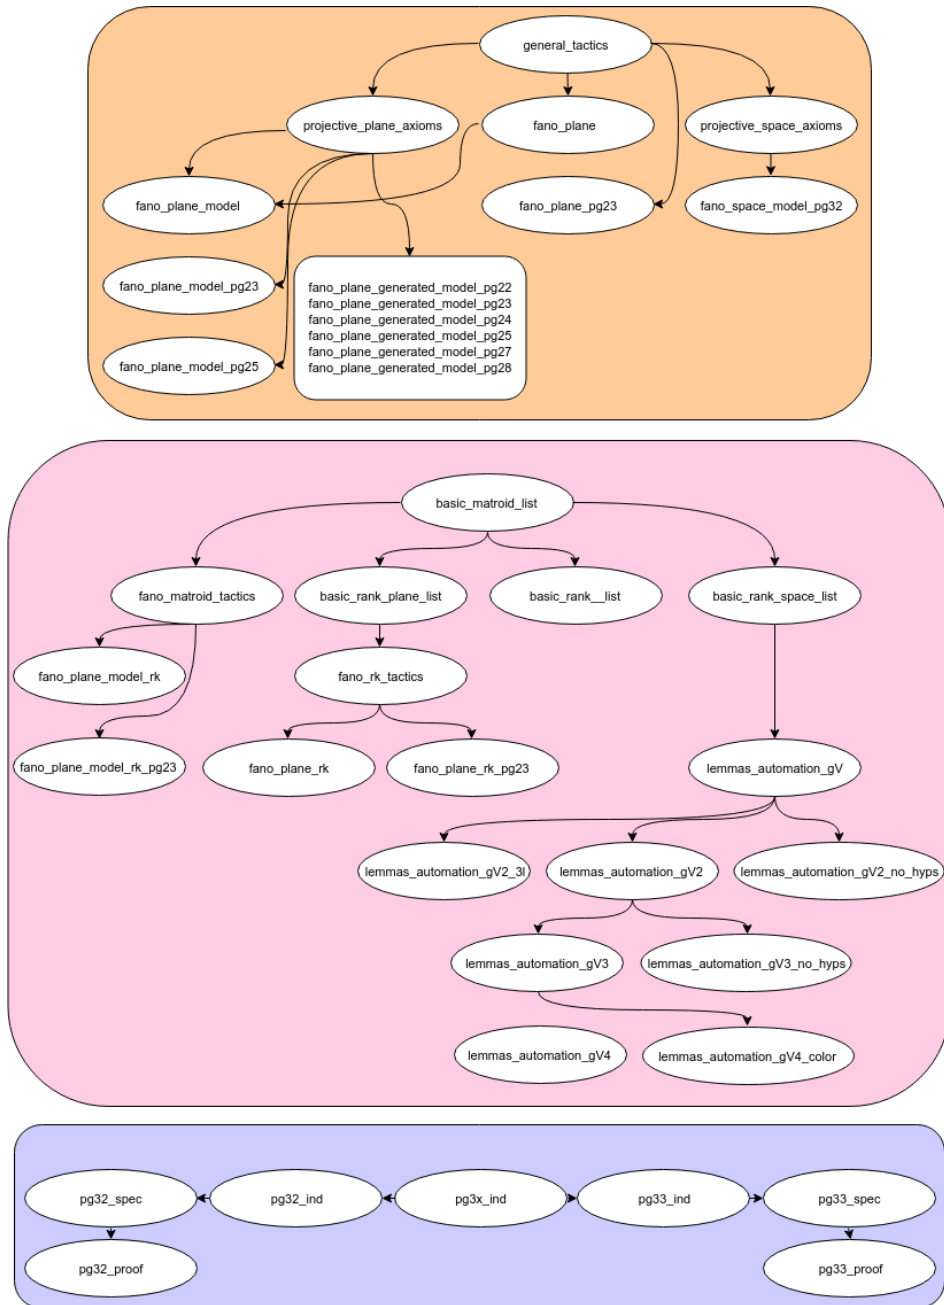 general_tactics
projective_plane_axioms
fano_plane
projective_space_axioms
fano_plane_model
fano_plane_pg23
fano_space_model_pg32
fano_plane_model_pg23
fano_plane_generated_model_pg22
fano_plane_generated_model_pg23
fano_plane_generated_model_pg24
fano_plane_generated_model_pg25
fano_plane_generated_model_pg27
fano_plane_generated_model_pg28
fano_plane_model_pg25
basic_matroid_list
fano_matroid_tactics
basic_rank_plane_list
basic_rank__list
basic_rank_space_list
fano_plane_model_rk
fano_rk_tactics
fano_plane_model_rk_pg23
fano_plane_rk
fano_plane_rk_pg23
lemmas_automation_gV
lemmas_automation_gV2_3l
lemmas_automation_gV2
lemmas_automation_gV2_no_hyps
lemmas_automation_gV3
lemmas_automation_gV3_no_hyps
lemmas_automation_gV4
lemmas_automation_gV4_color
pg32_spec
pg32_ind
pg3x_ind
pg33_ind
pg33_spec
pg32_proof
pg33_proof